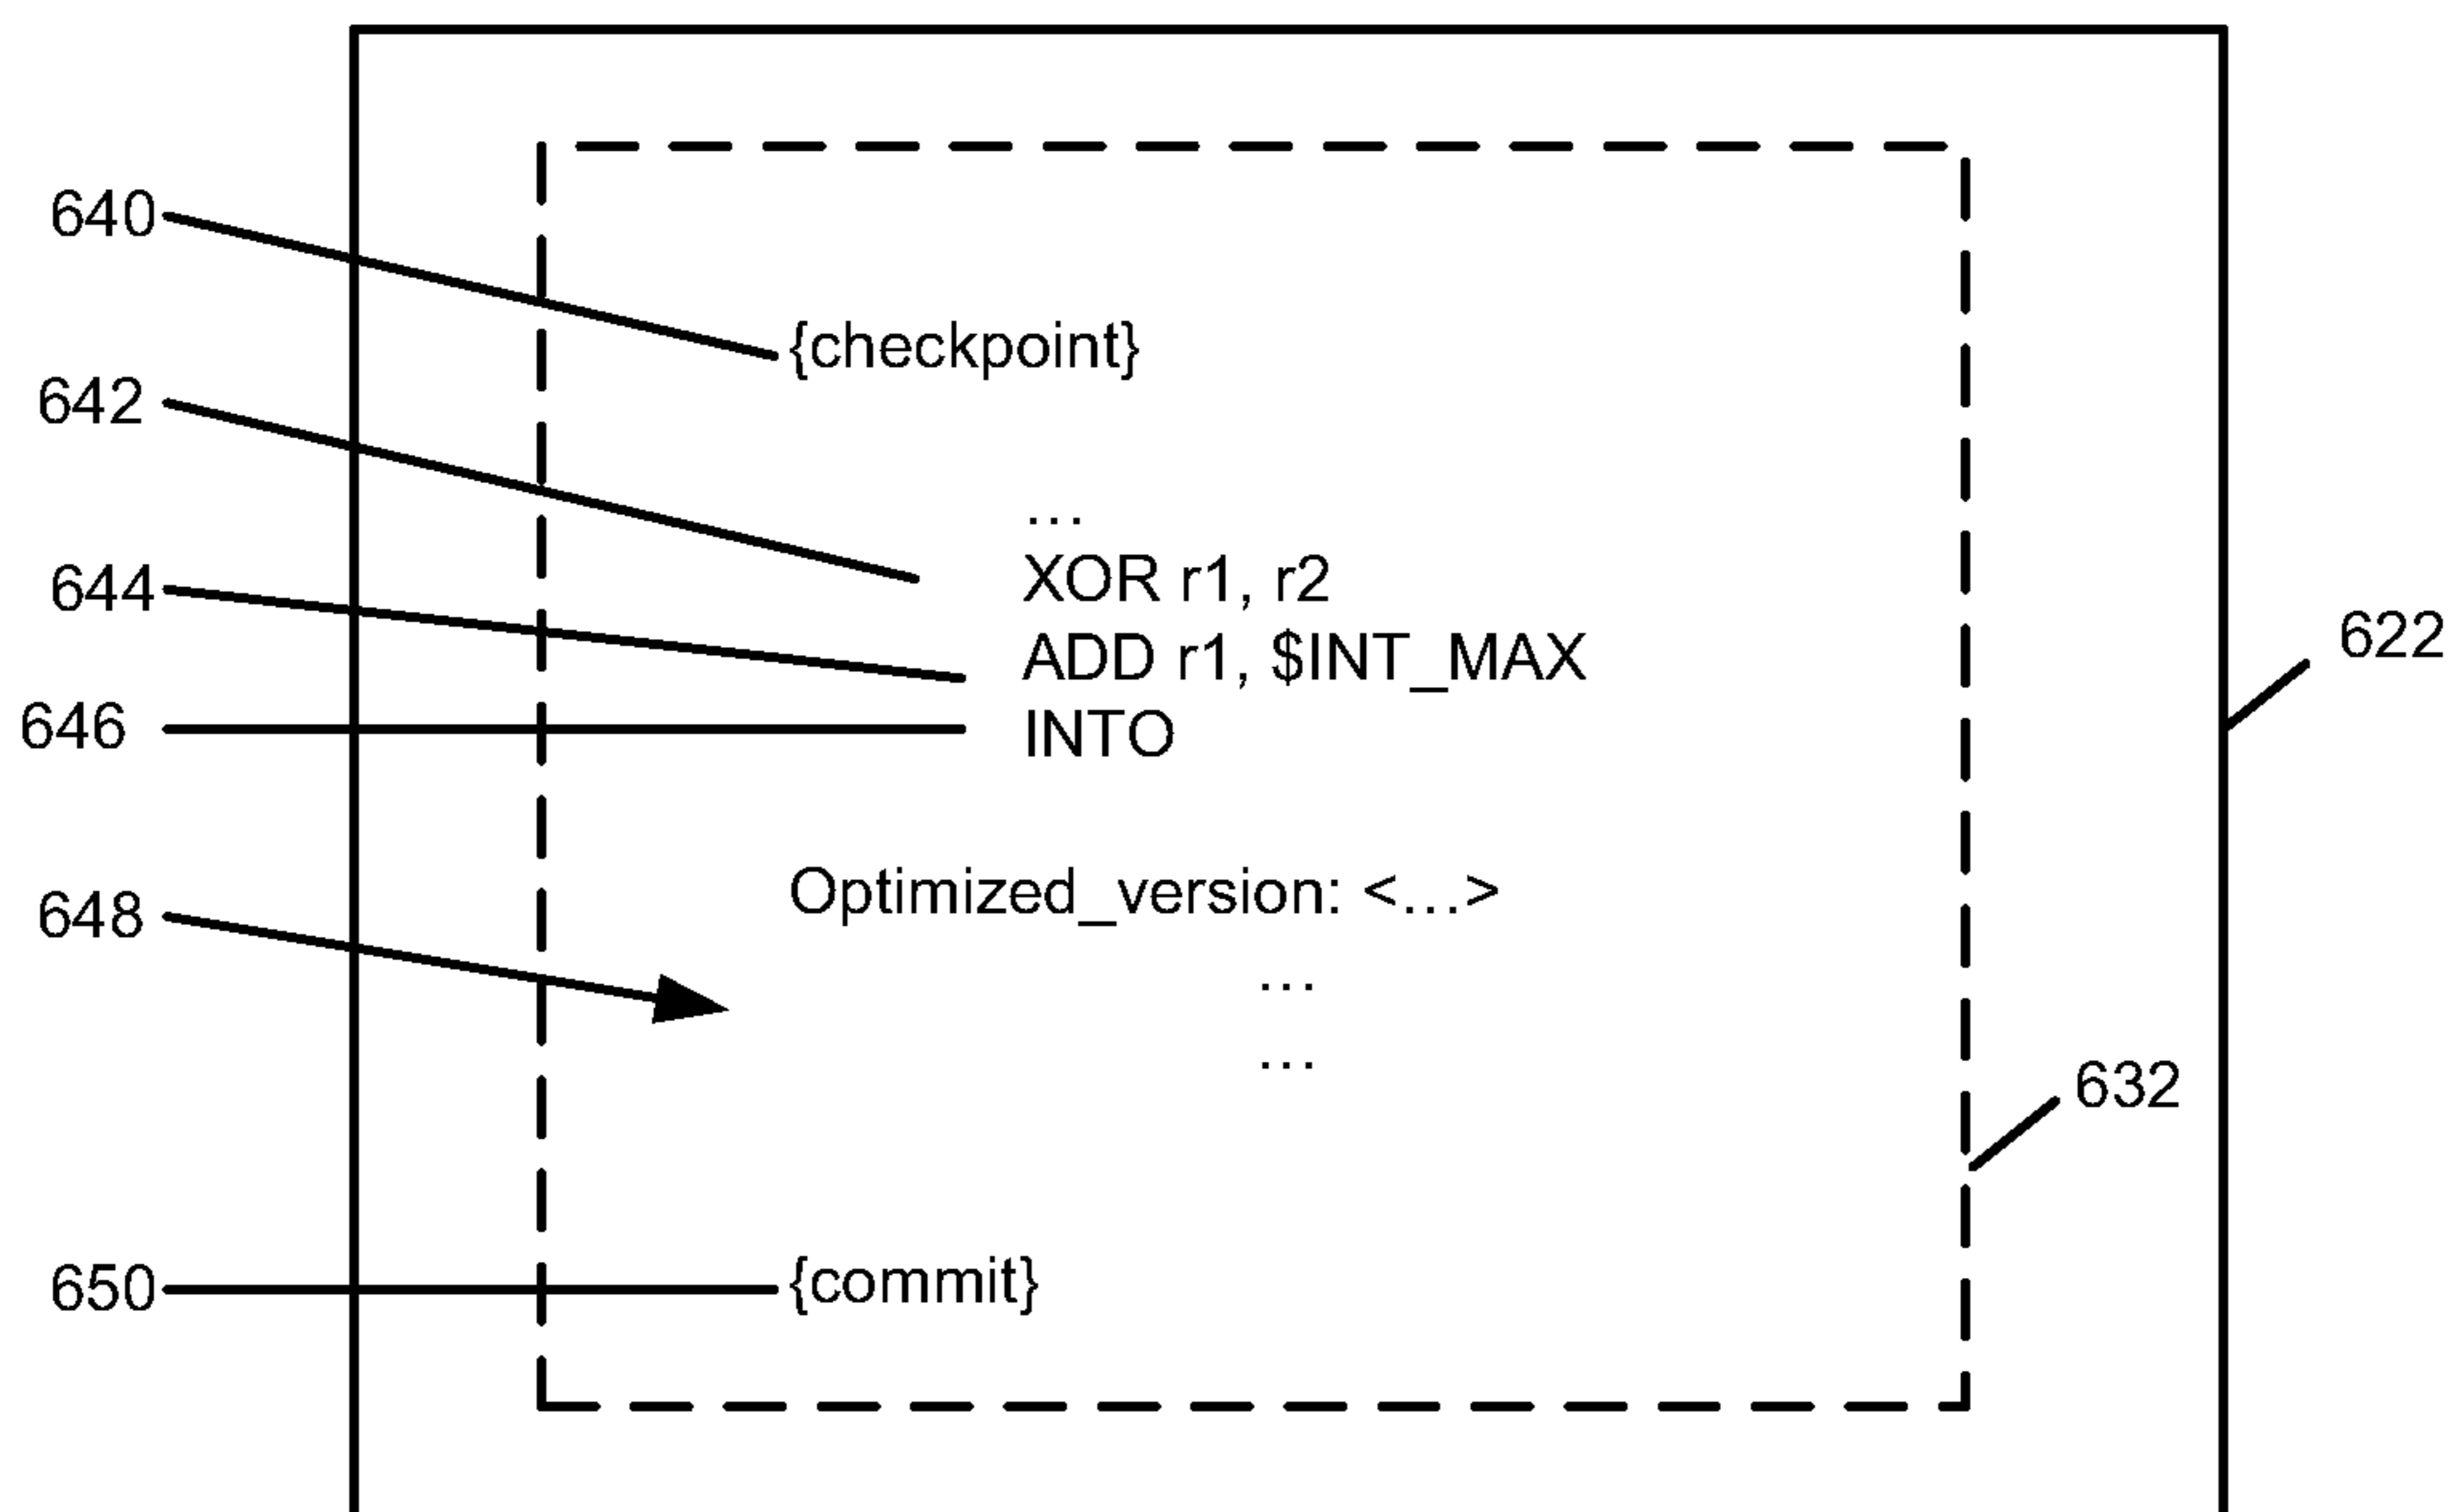 640
{checkpoint}
642
...
XOR r1, r2
644
ADD r1, $INT_MAX
622
646
INTO
Optimized_version: <...>
648
...
...
632
650
{commit}